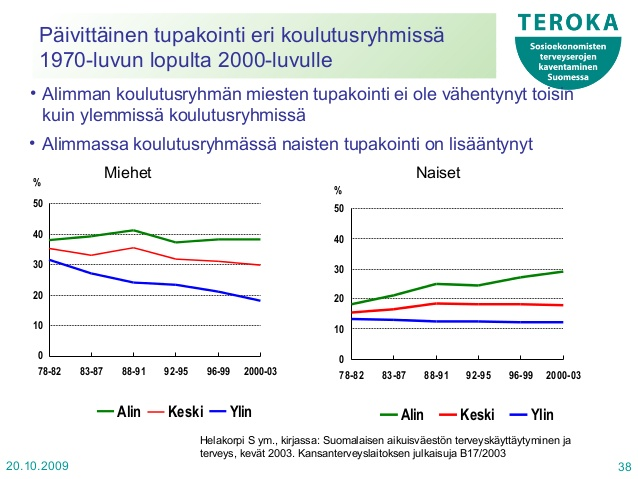 Päivittäinen tupakointi eri koulutusryhmissä
1970-luvun lopulta 2000-luvulle
TEROKA
Sosioekonomisten
terveyserojen
kaventaminen
Suomessa
• Alimman koulutusryhmän miesten tupakointi ei ole vähentynyt toisin
kuin ylemmissä koulutusryhmissä
• Alimmassa koulutusryhmässä naisten tupakointi on lisääntynyt
Miehet
%
50
40
30
20
10
0
78-82 83-87 88-91 92-95 96-99 2000-03
Alin Keski Ylin
Naiset
%
50
40
30
20
10
0
78-82 83-87 88-91 92-95 96-99 2000-03
Alin Keski Ylin
Helakorpi S ym., kirjassa: Suomalaisen aikuisväestön terveyskäyttäytyminen ja
terveys, kevät 2003. Kansanterveyslaitoksen julkaisuja B17/2003
20.10.2009
38